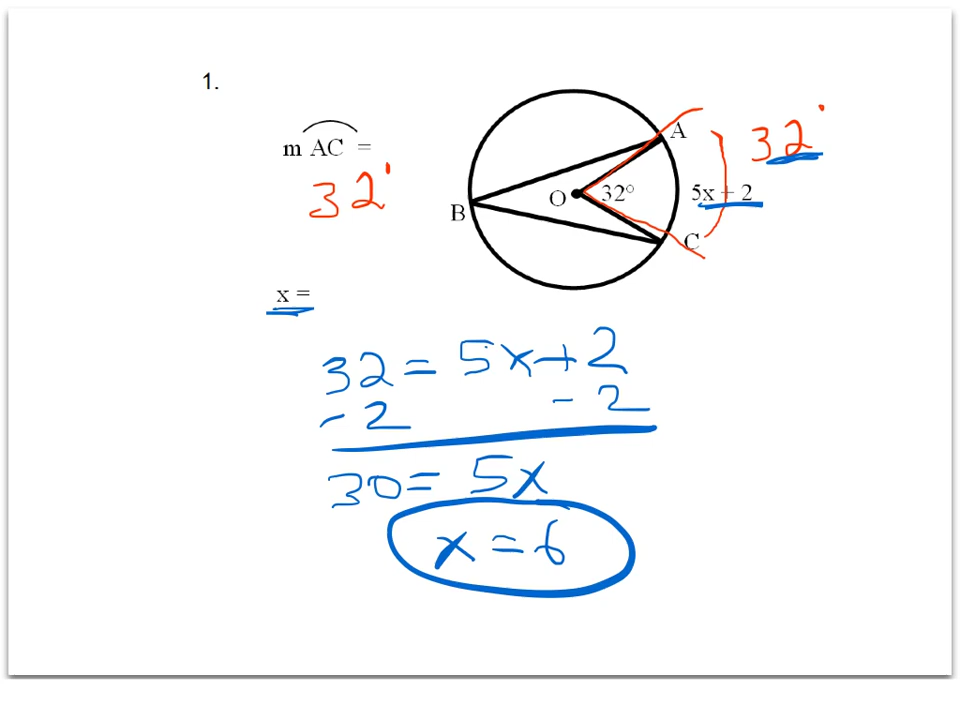 1.
m AC =
32°
A
32°
O
32°
5x + 2
B
C
x =
32 = 5x + 2
- 2 - 2
30 = 5x
x = 6